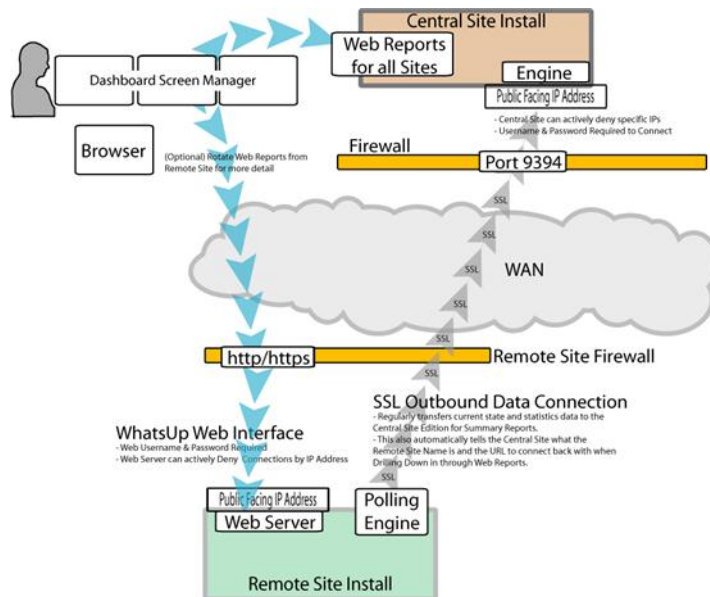 Central Site Install
Web Reports
for all Sites
Engine
Public Facing IP Address
- Central Site can actively deny specific IPs
- Username & Password Required to Connect
Dashboard Screen Manager
Browser
(Optional) Rotate Web Reports from
Remote Site for more detail
Firewall
Port 9394
SSL
SSL
SSL
SSL
WAN
SSL
SSL
http/https
Remote Site Firewall
SSL
SSL Outbound Data Connection
- Regularly transfers current state and statistics data to the
Central Site Edition for Summary Reports.
- This also automatically tells the Central Site what the
Remote Site Name is and the URL to connect back with when
Drilling Down in through Web Reports.
SSL
SSL
SSL
SSL
WhatsUp Web Interface
- Web Username & Password Required
- Web Server can actively Deny Connections by IP Address
Public Facing IP Address
Web Server
Polling
Engine
Remote Site Install